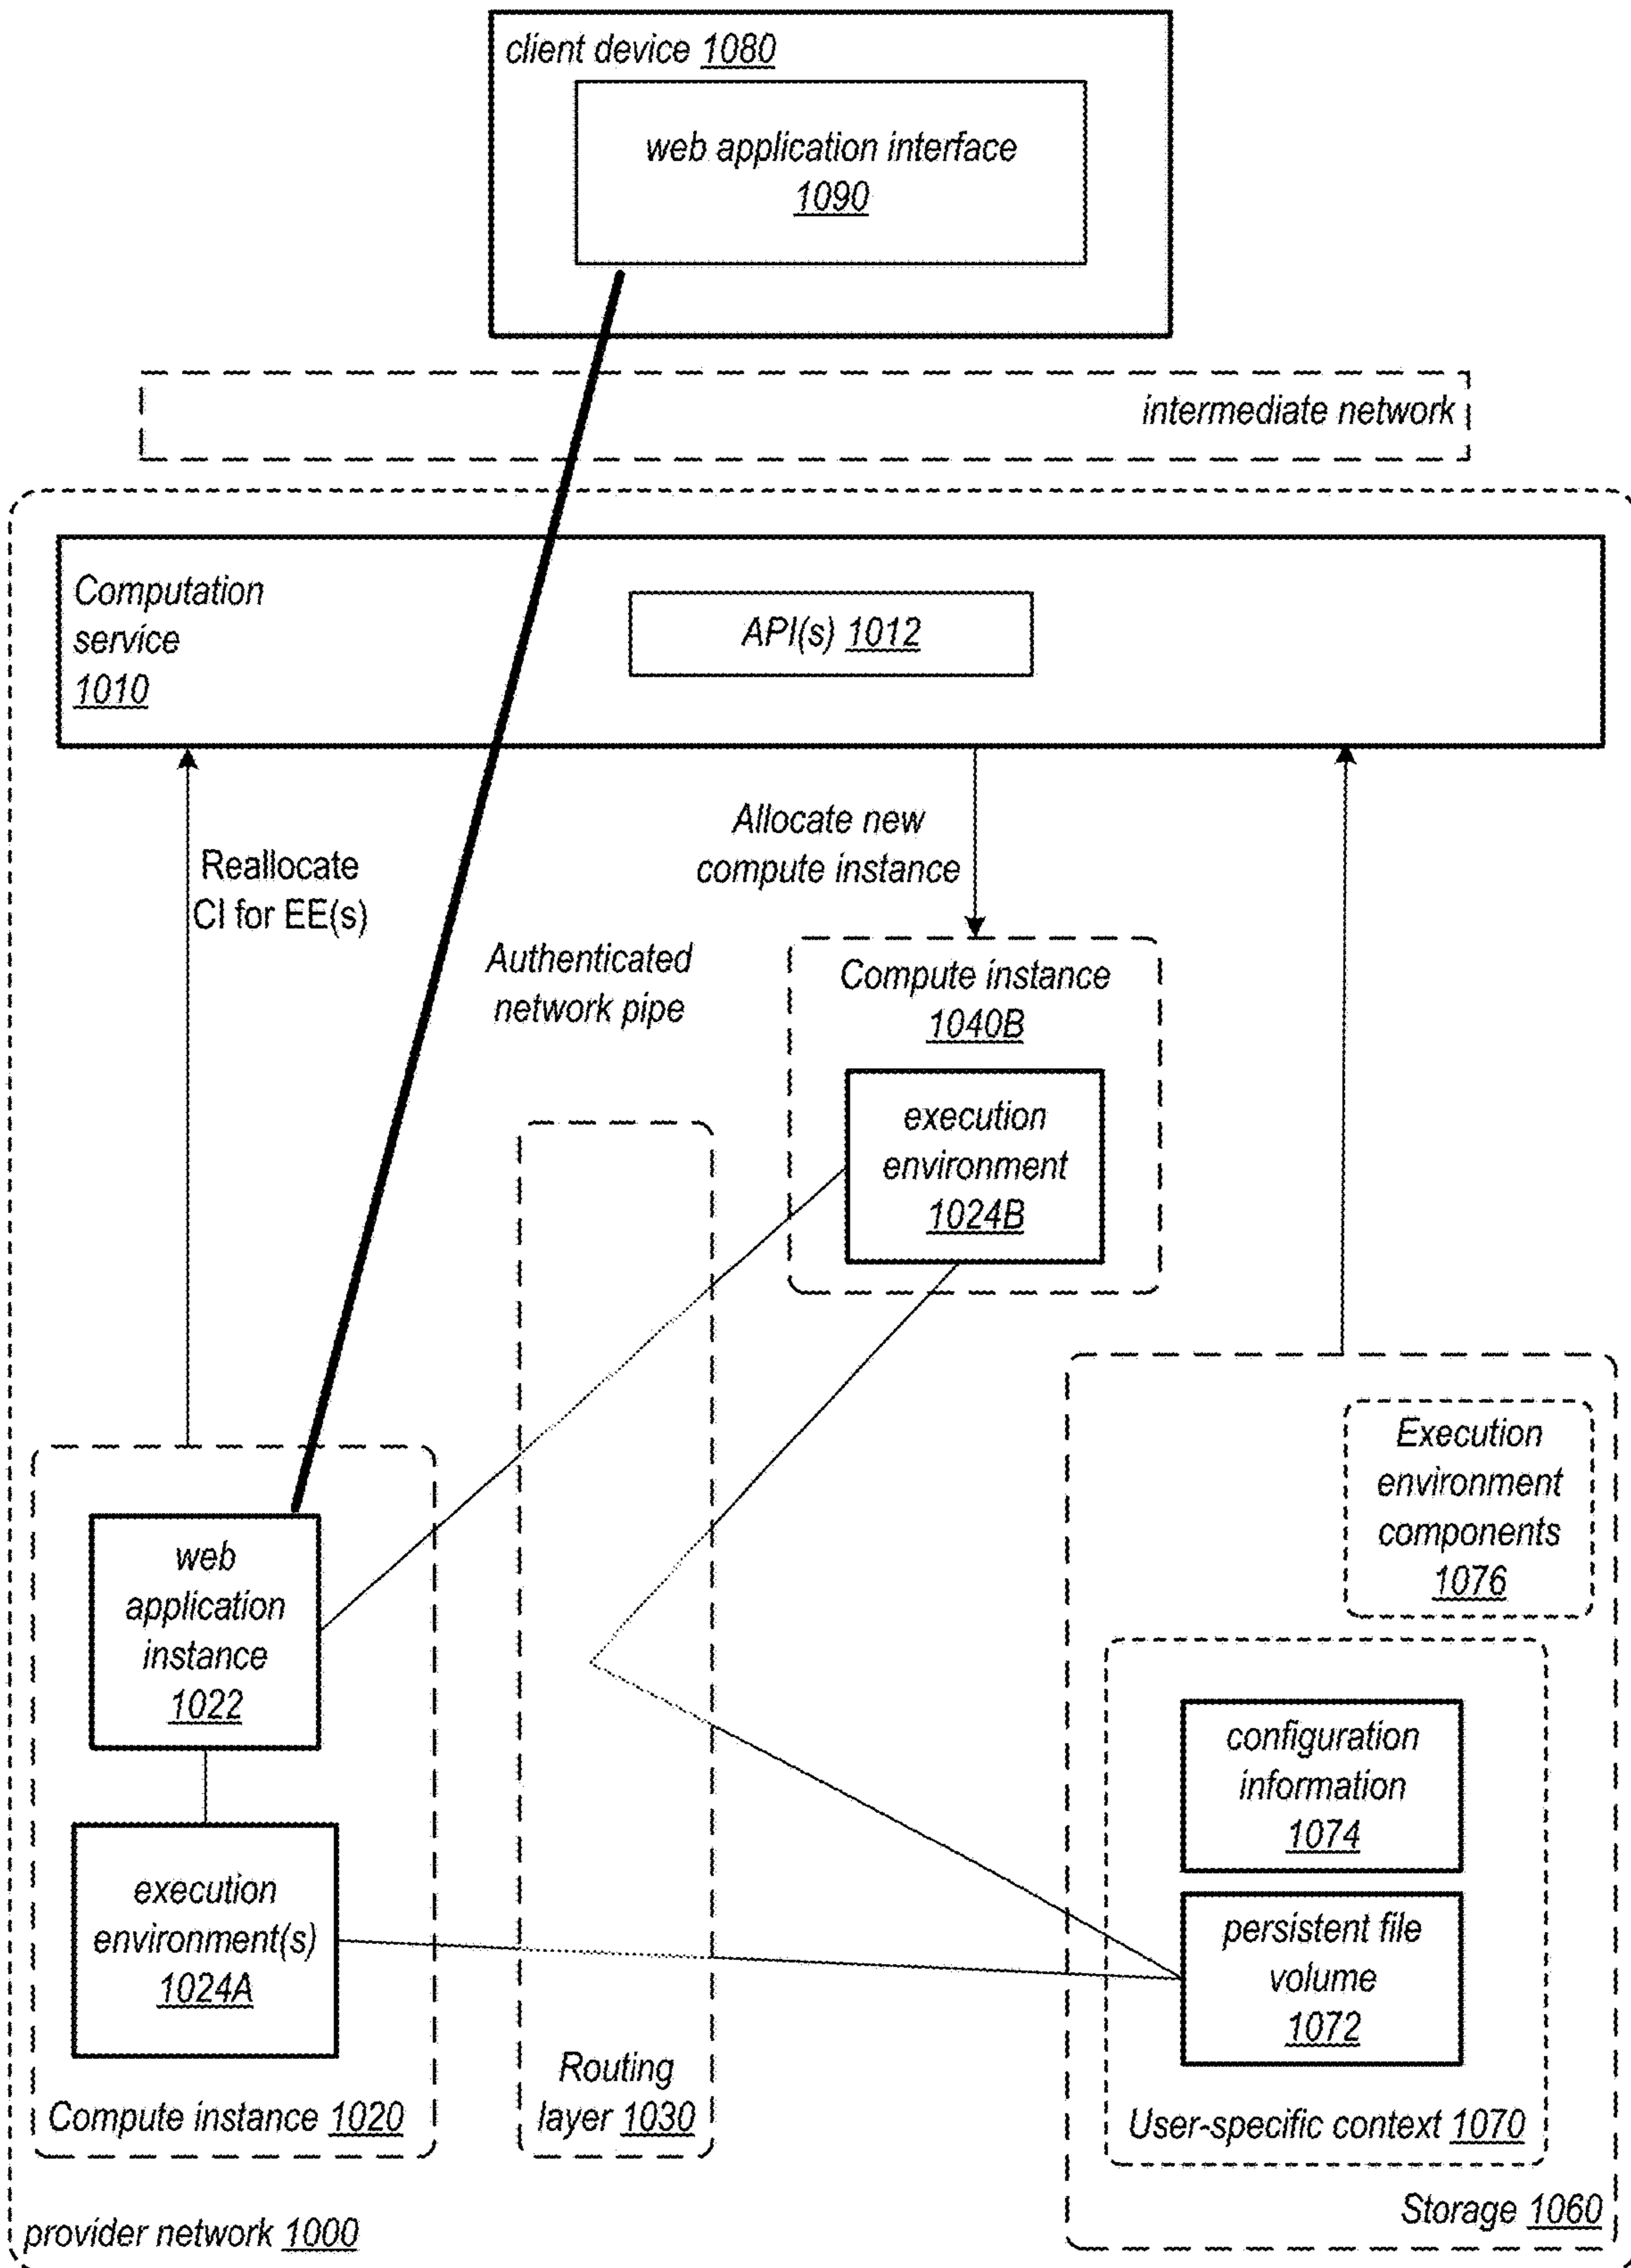 client device 1080
web application interface
1090
intermediate network
Computation
service
1010
API(s) 1012
Reallocate
CI for EE(s)
Allocate new
compute instance
Authenticated
network pipe
Compute instance
1040B
execution
environment
1024B
Execution
environment
components
1076
web
application
instance
1022
configuration
information
1074
execution
environment(s)
1024A
persistent file
volume
1072
Routing
layer 1030
Compute instance 1020
User-specific context 1070
Storage 1060
provider network 1000